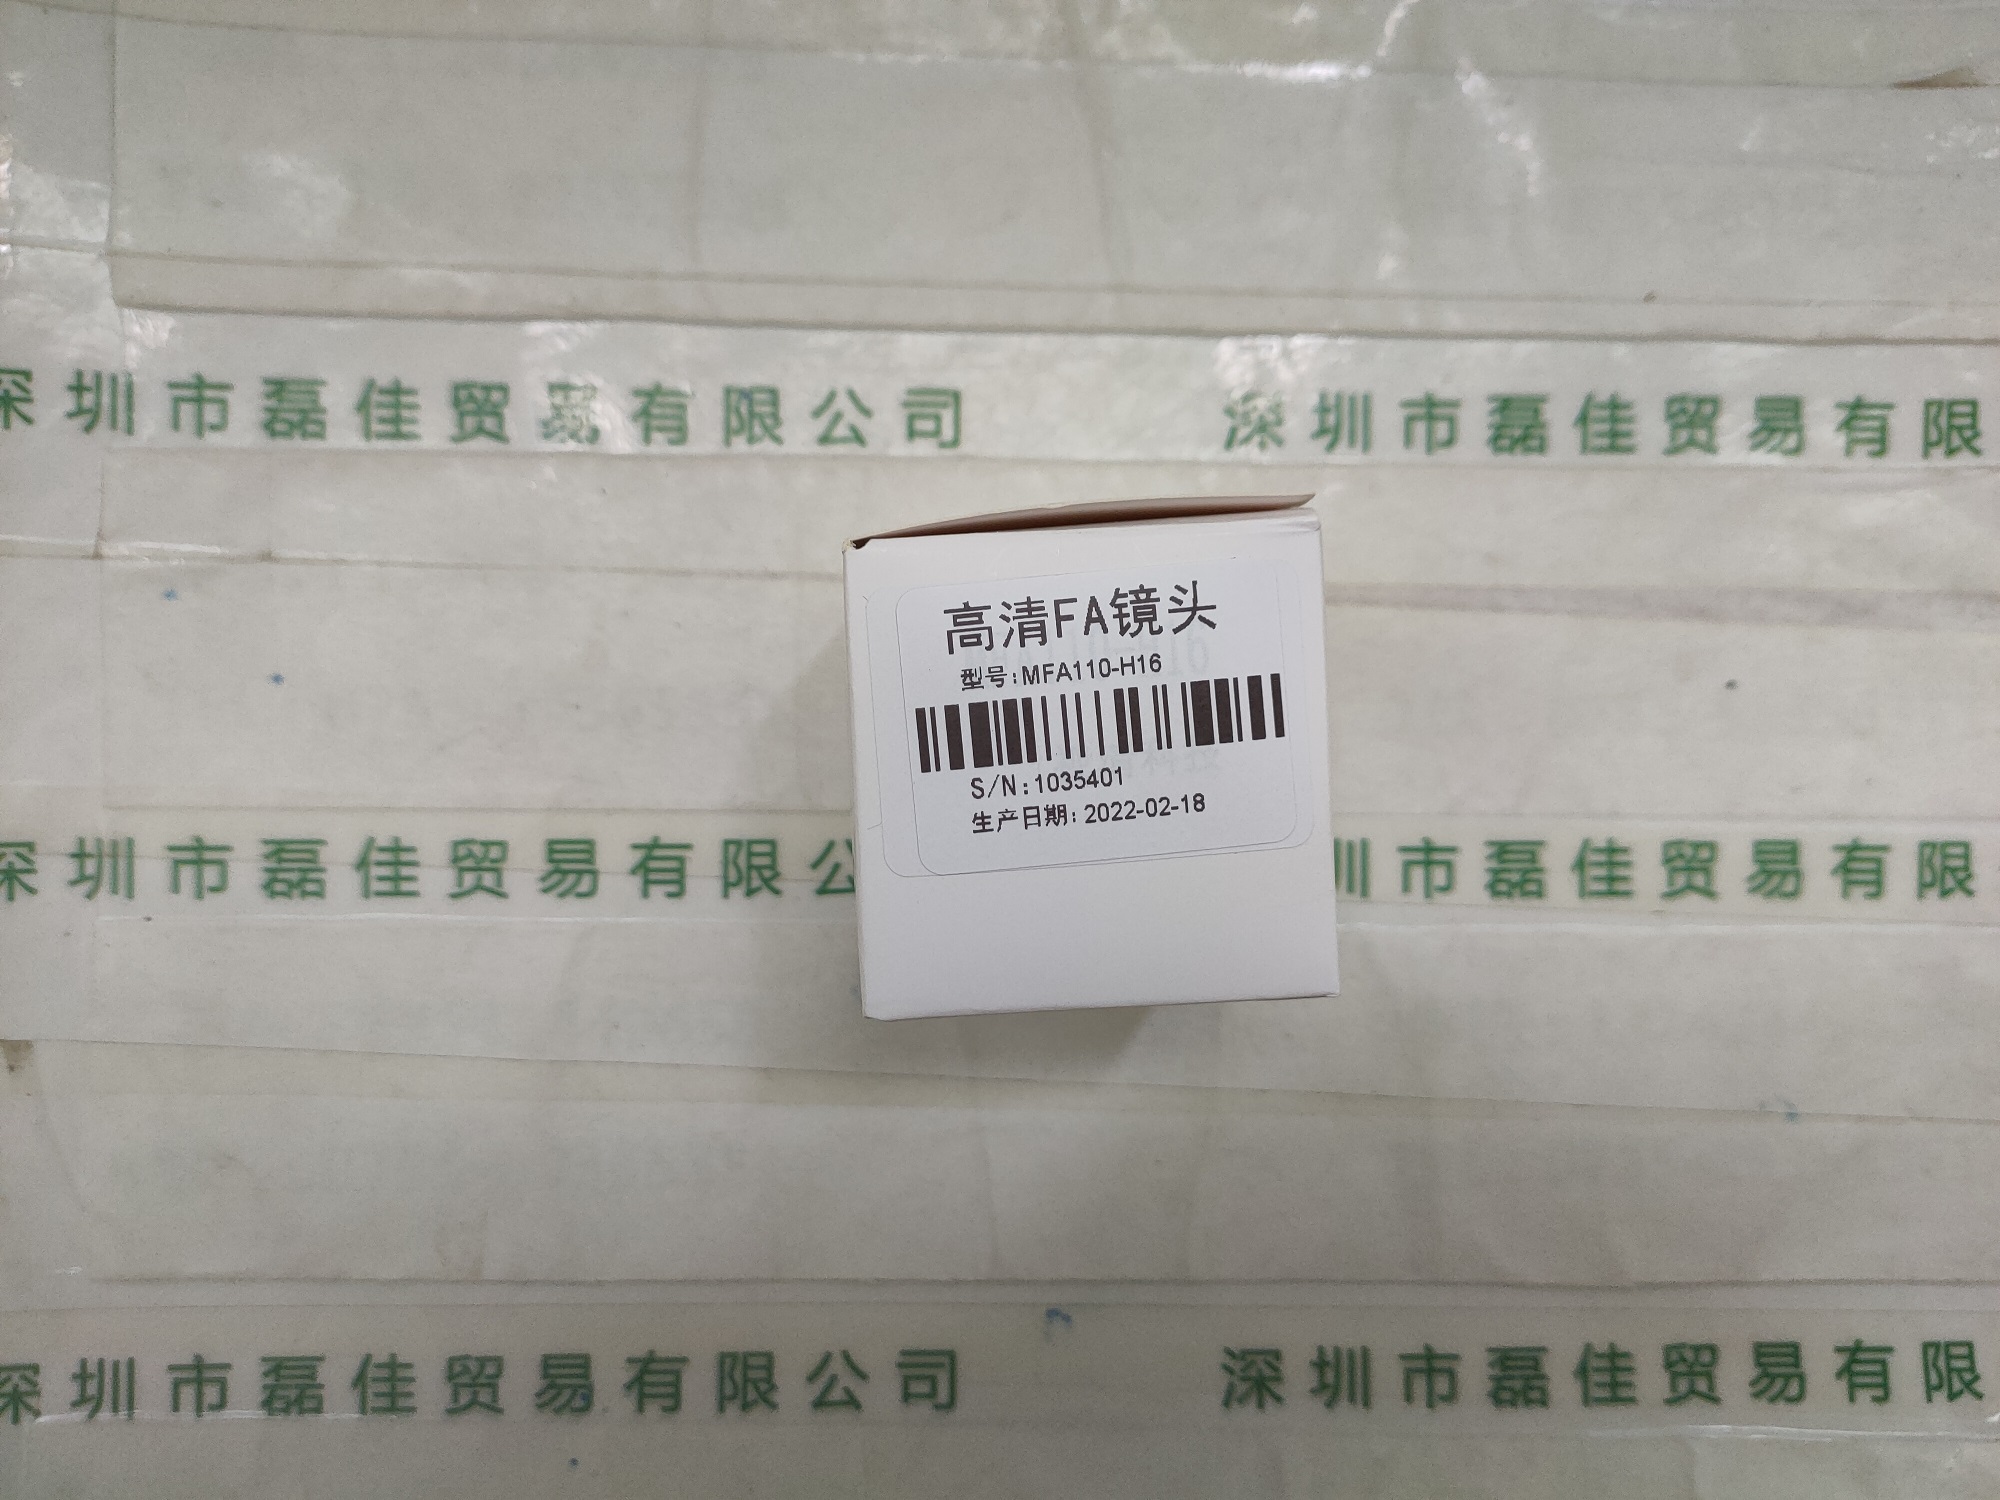 深圳市磊佳贸易有限公司 深圳市磊佳贸易有限
高清FA镜头
型号:MFA110-H16
S/N:1035401
生产日期:2022-02-18
深圳市磊佳贸易有限公 圳市磊佳贸易有限
深圳市磊佳贸易有限公司 深圳市磊佳贸易有限